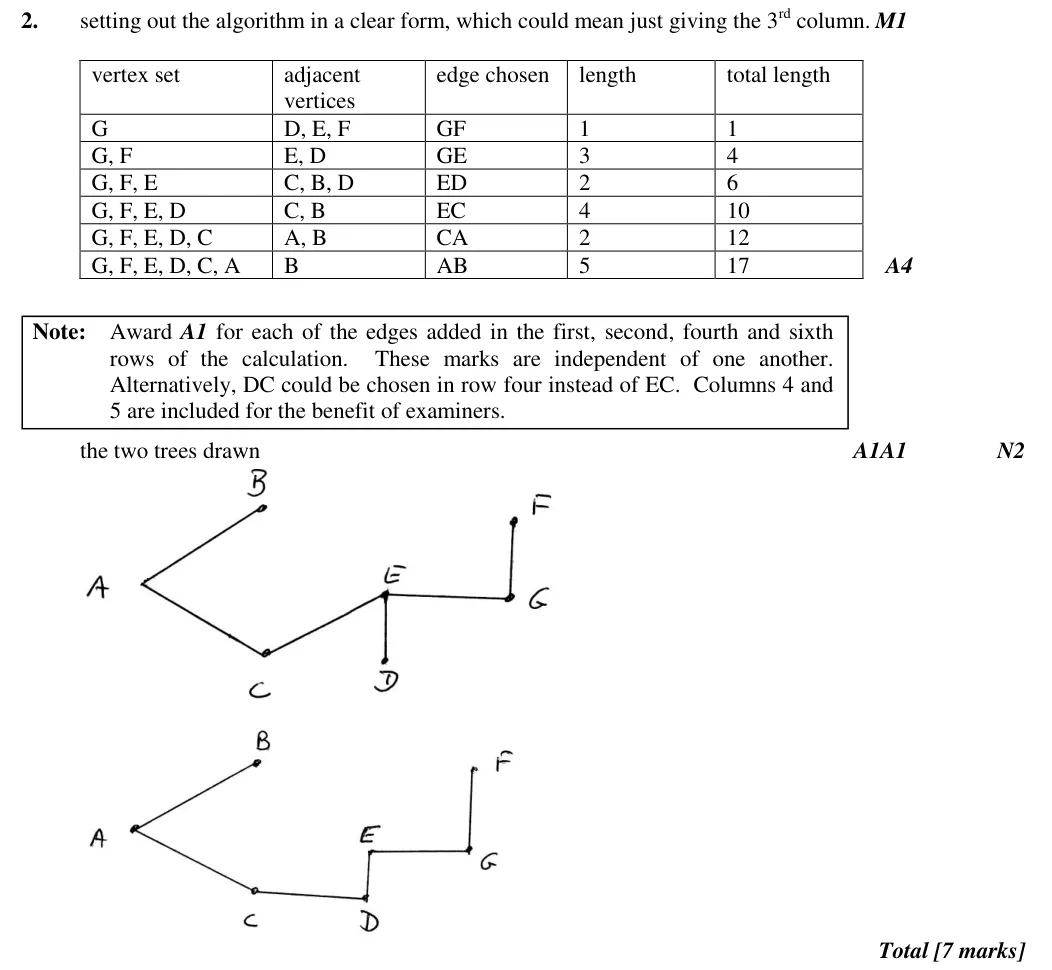 2. setting out the algorithm in a clear form, which could mean just giving the 3rd column. M1
vertex set adjacent vertices edge chosen length total length
G D, E, F GF 1 1
G, F E, D GE 3 4
G, F, E C, B, D ED 2 6
G, F, E, D C, B EC 4 10
G, F, E, D, C A, B CA 2 12
G, F, E, D, C, A B AB 5 17 A4
Note: Award A1 for each of the edges added in the first, second, fourth and sixth
rows of the calculation. These marks are independent of one another.
Alternatively, DC could be chosen in row four instead of EC. Columns 4 and
5 are included for the benefit of examiners.
the two trees drawn A1A1 N2
B
F
A
E
G
C
D
B
F
A
E
G
C
D
Total [7 marks]